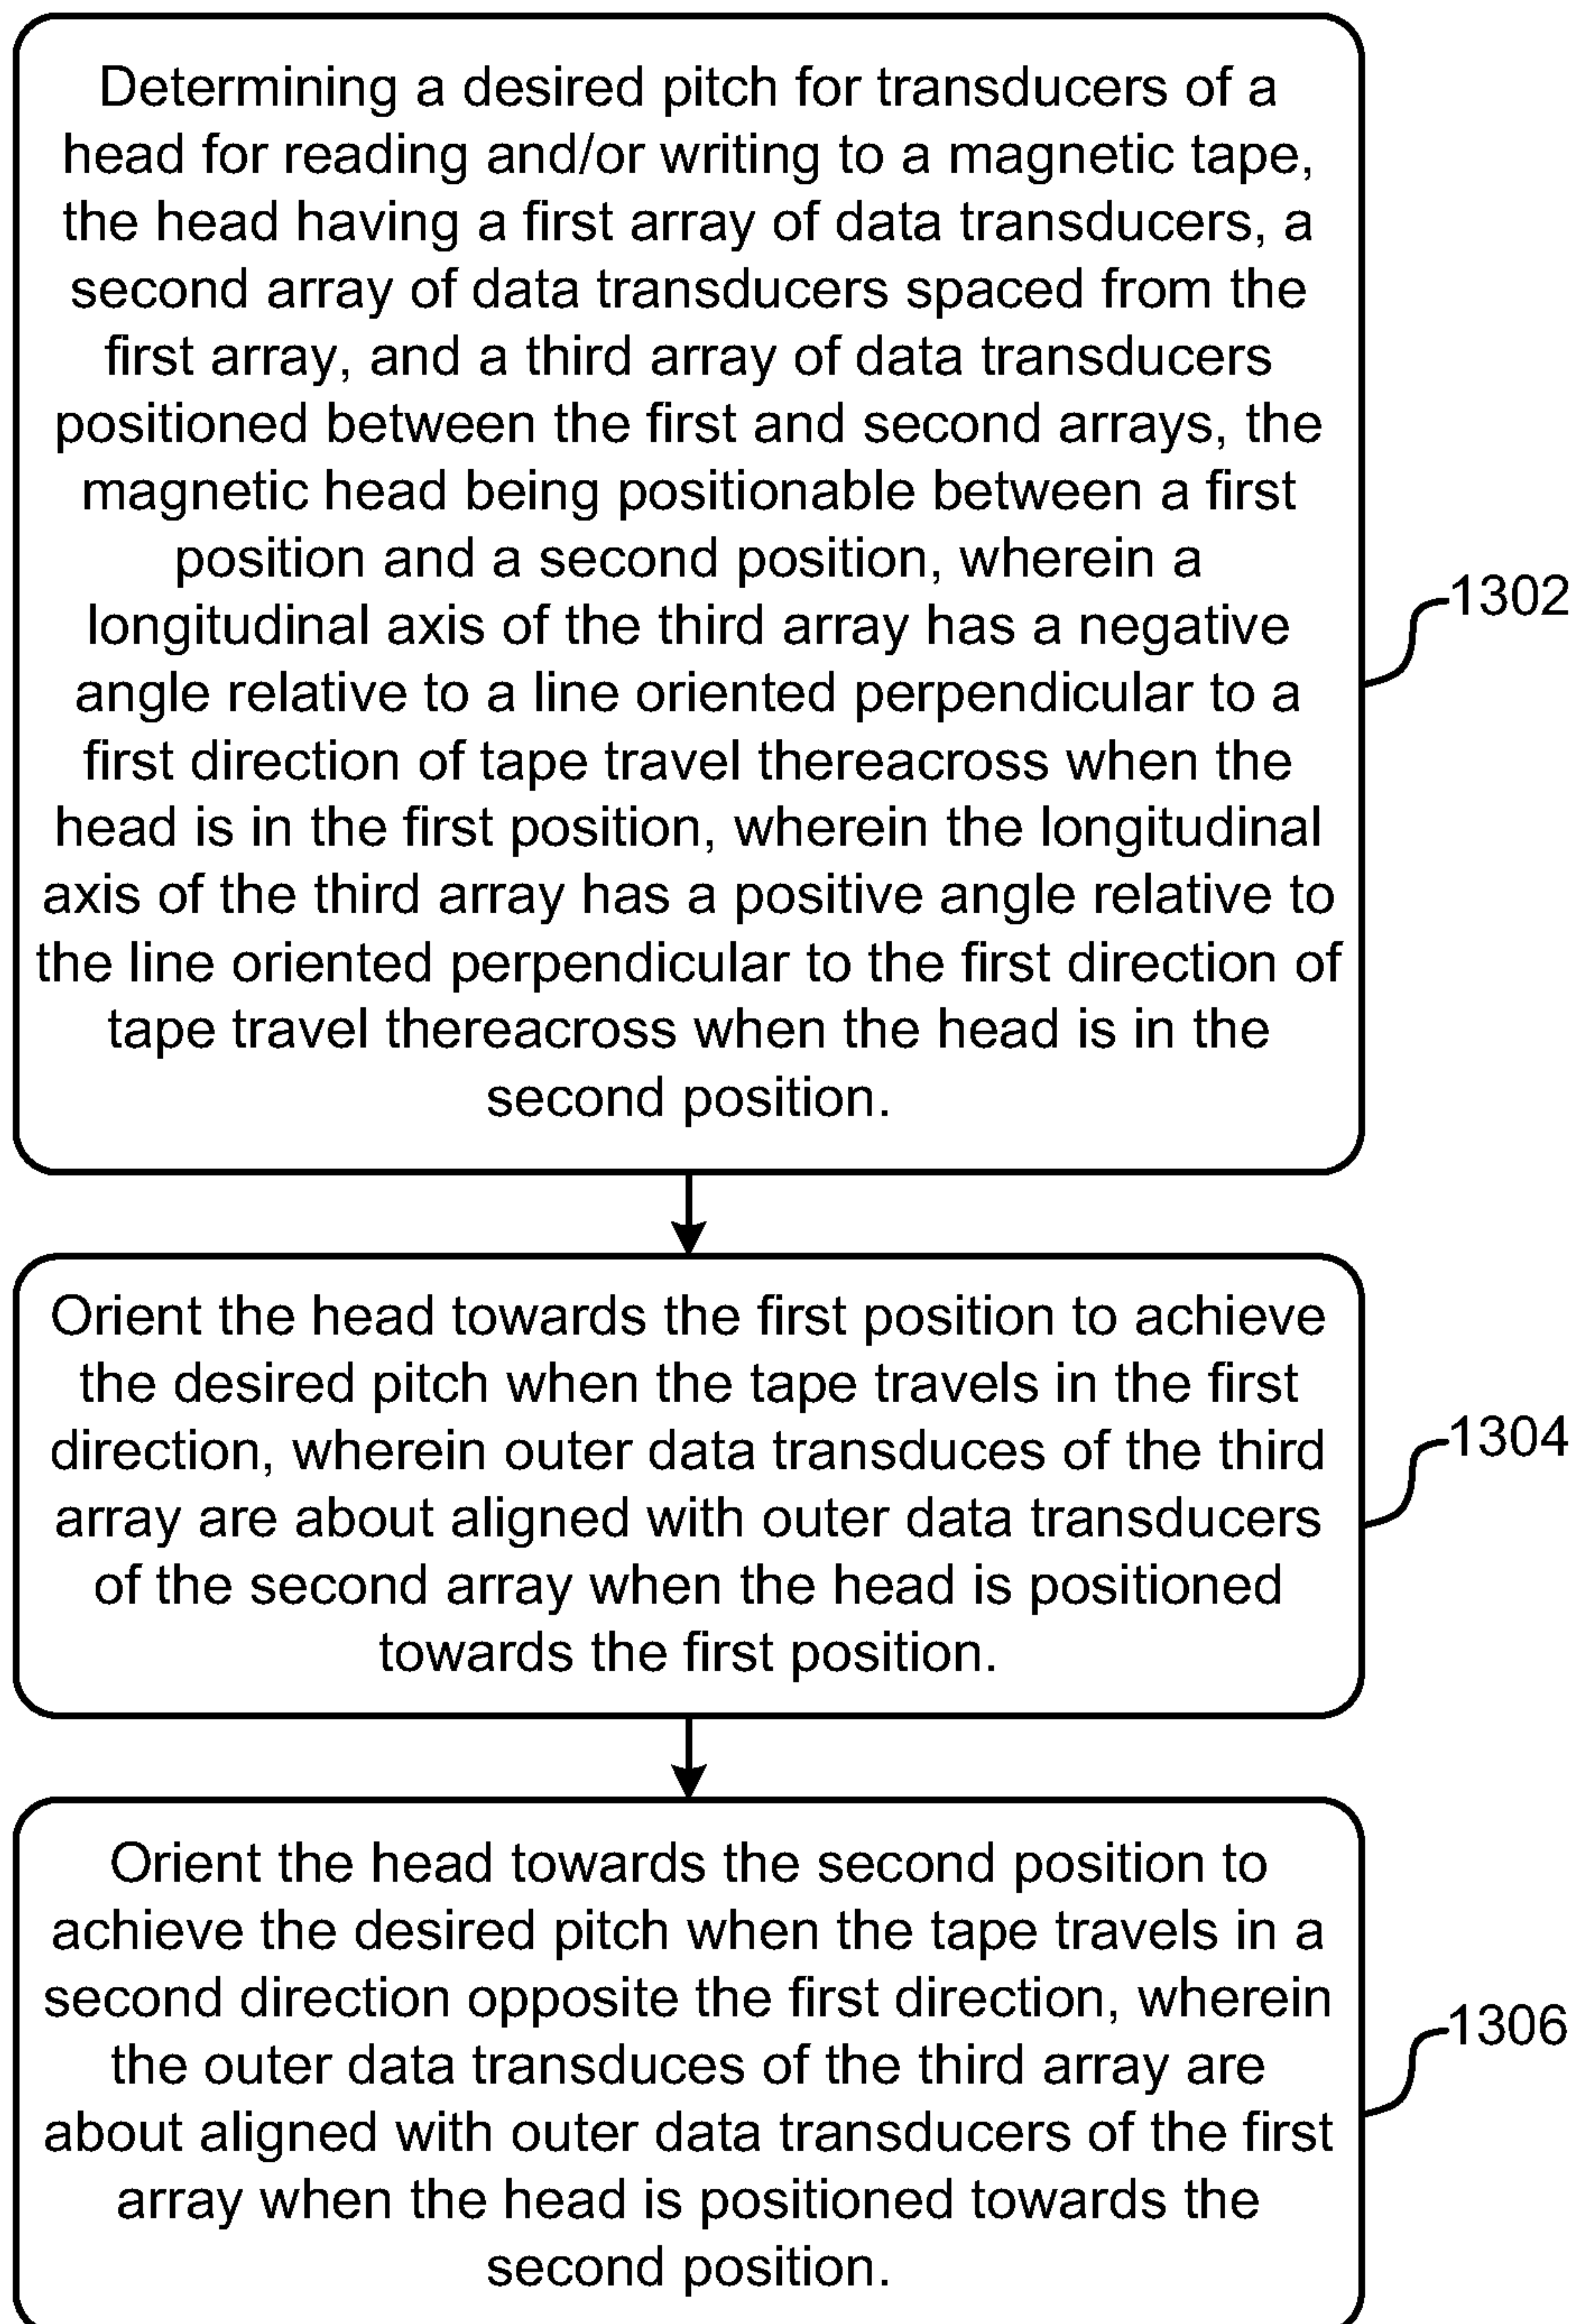 Determining a desired pitch for transducers of a
head for reading and/or writing to a magnetic tape,
the head having a first array of data transducers, a
second array of data transducers spaced from the
first array, and a third array of data transducers
positioned between the first and second arrays, the
magnetic head being positionable between a first
position and a second position, wherein a
longitudinal axis of the third array has a negative
angle relative to a line oriented perpendicular to a
first direction of tape travel thereacross when the
head is in the first position, wherein the longitudinal
axis of the third array has a positive angle relative to
the line oriented perpendicular to the first direction of
tape travel thereacross when the head is in the
second position.
1302
Orient the head towards the first position to achieve
the desired pitch when the tape travels in the first
direction, wherein outer data transduces of the third
array are about aligned with outer data transducers
of the second array when the head is positioned
towards the first position.
1304
Orient the head towards the second position to
achieve the desired pitch when the tape travels in a
second direction opposite the first direction, wherein
the outer data transduces of the third array are
about aligned with outer data transducers of the first
array when the head is positioned towards the
second position.
1306